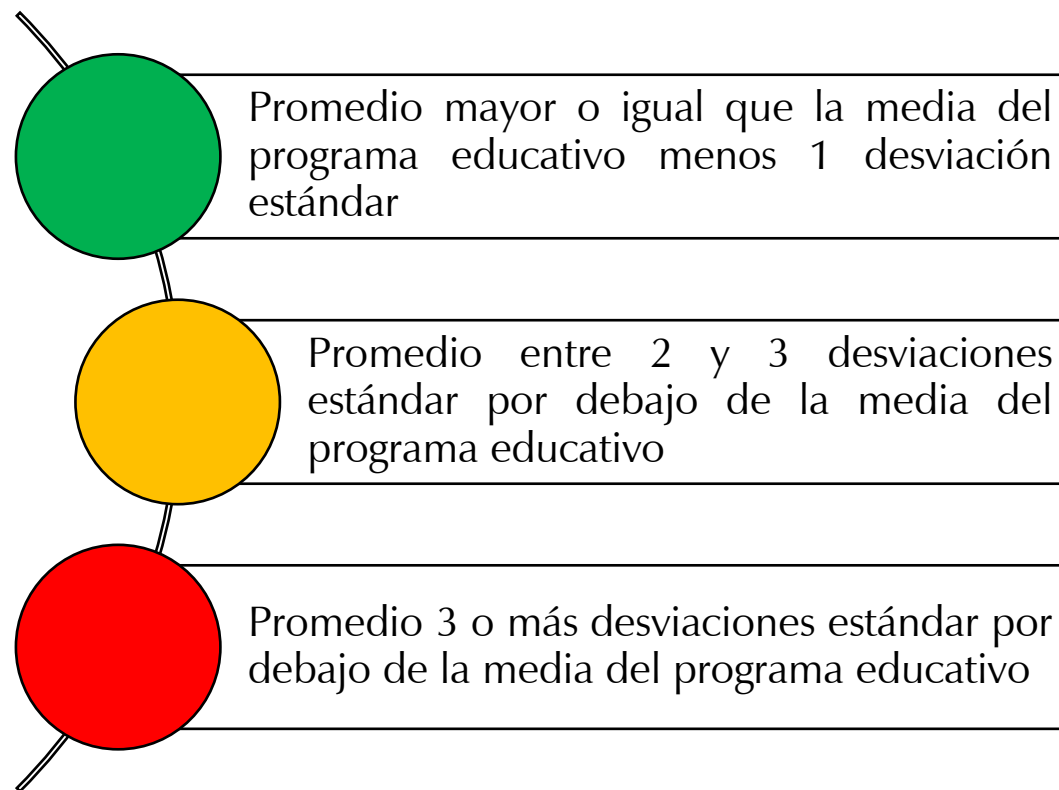 Promedio mayor o igual que la media del
programa educativo menos 1 desviación
estándar
Promedio entre 2 y 3 desviaciones
estándar por debajo de la media del
programa educativo
Promedio 3 o más desviaciones estándar por
debajo de la media del programa educativo